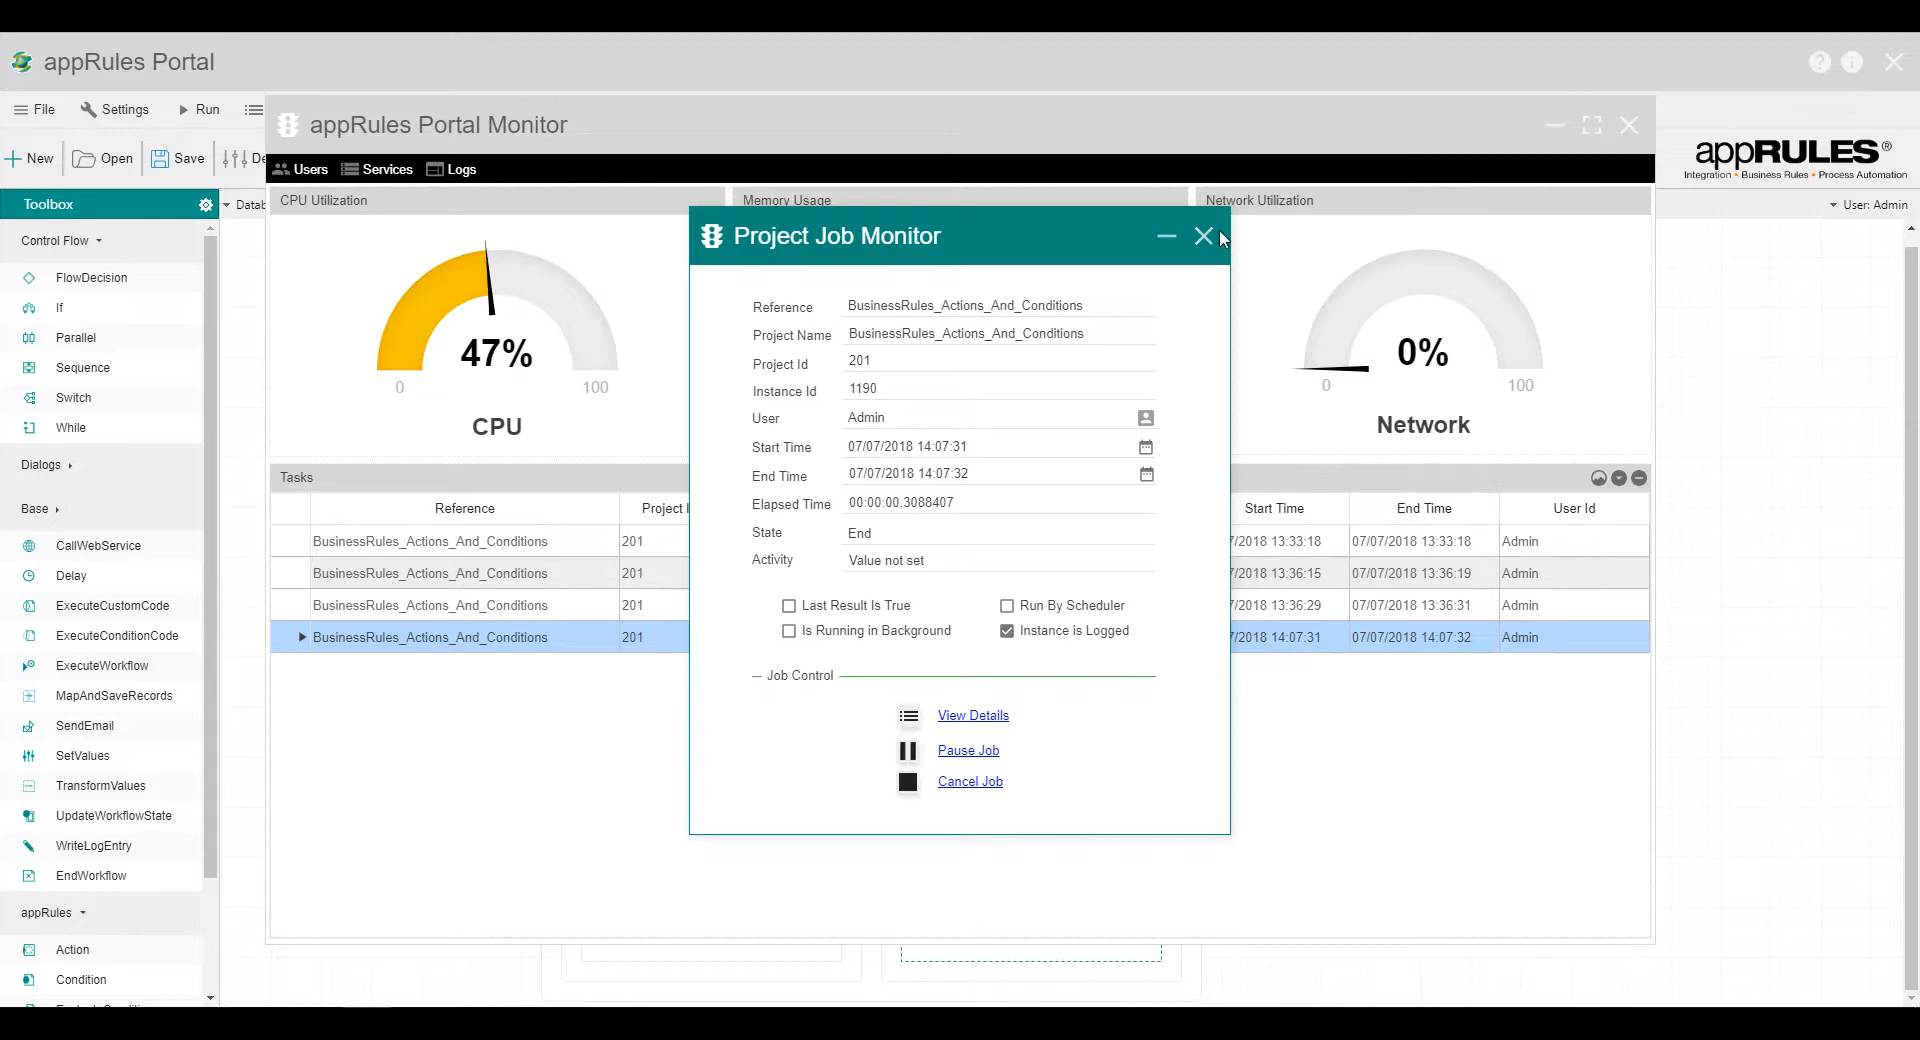 appRules Portal
File Settings Run
appRules Portal Monitor
New Open Save De
appRULES®
Integration • Business Rules • Process Automation
Users Services Logs
Toolbox
Datab
User: Admin
CPU Utilization
Memory Usage
Network Utilization
Control Flow
FlowDecision
If
Parallel
Sequence
Switch
While
Dialogs
Base
CallWebService
Delay
ExecuteCustomCode
ExecuteConditionCode
ExecuteWorkflow
MapAndSaveRecords
SendEmail
SetValues
TransformValues
UpdateWorkflowState
WriteLogEntry
EndWorkflow
appRules
Action
Condition
47%
0 100
CPU
0%
0 100
Network
Tasks
Reference Project I Start Time End Time User Id
BusinessRules_Actions_And_Conditions 201 7/2018 13:33:18 07/07/2018 13:33:18 Admin
BusinessRules_Actions_And_Conditions 201 7/2018 13:36:15 07/07/2018 13:36:19 Admin
BusinessRules_Actions_And_Conditions 201 7/2018 13:36:29 07/07/2018 13:36:31 Admin
BusinessRules_Actions_And_Conditions 201 7/2018 14:07:31 07/07/2018 14:07:32 Admin
Project Job Monitor
Reference BusinessRules_Actions_And_Conditions
Project Name BusinessRules_Actions_And_Conditions
Project Id 201
Instance Id 1190
User Admin
Start Time 07/07/2018 14:07:31
End Time 07/07/2018 14:07:32
Elapsed Time 00:00:00.3088407
State End
Activity Value not set
Last Result Is True Run By Scheduler
Is Running in Background Instance is Logged
Job Control
View Details
Pause Job
Cancel Job